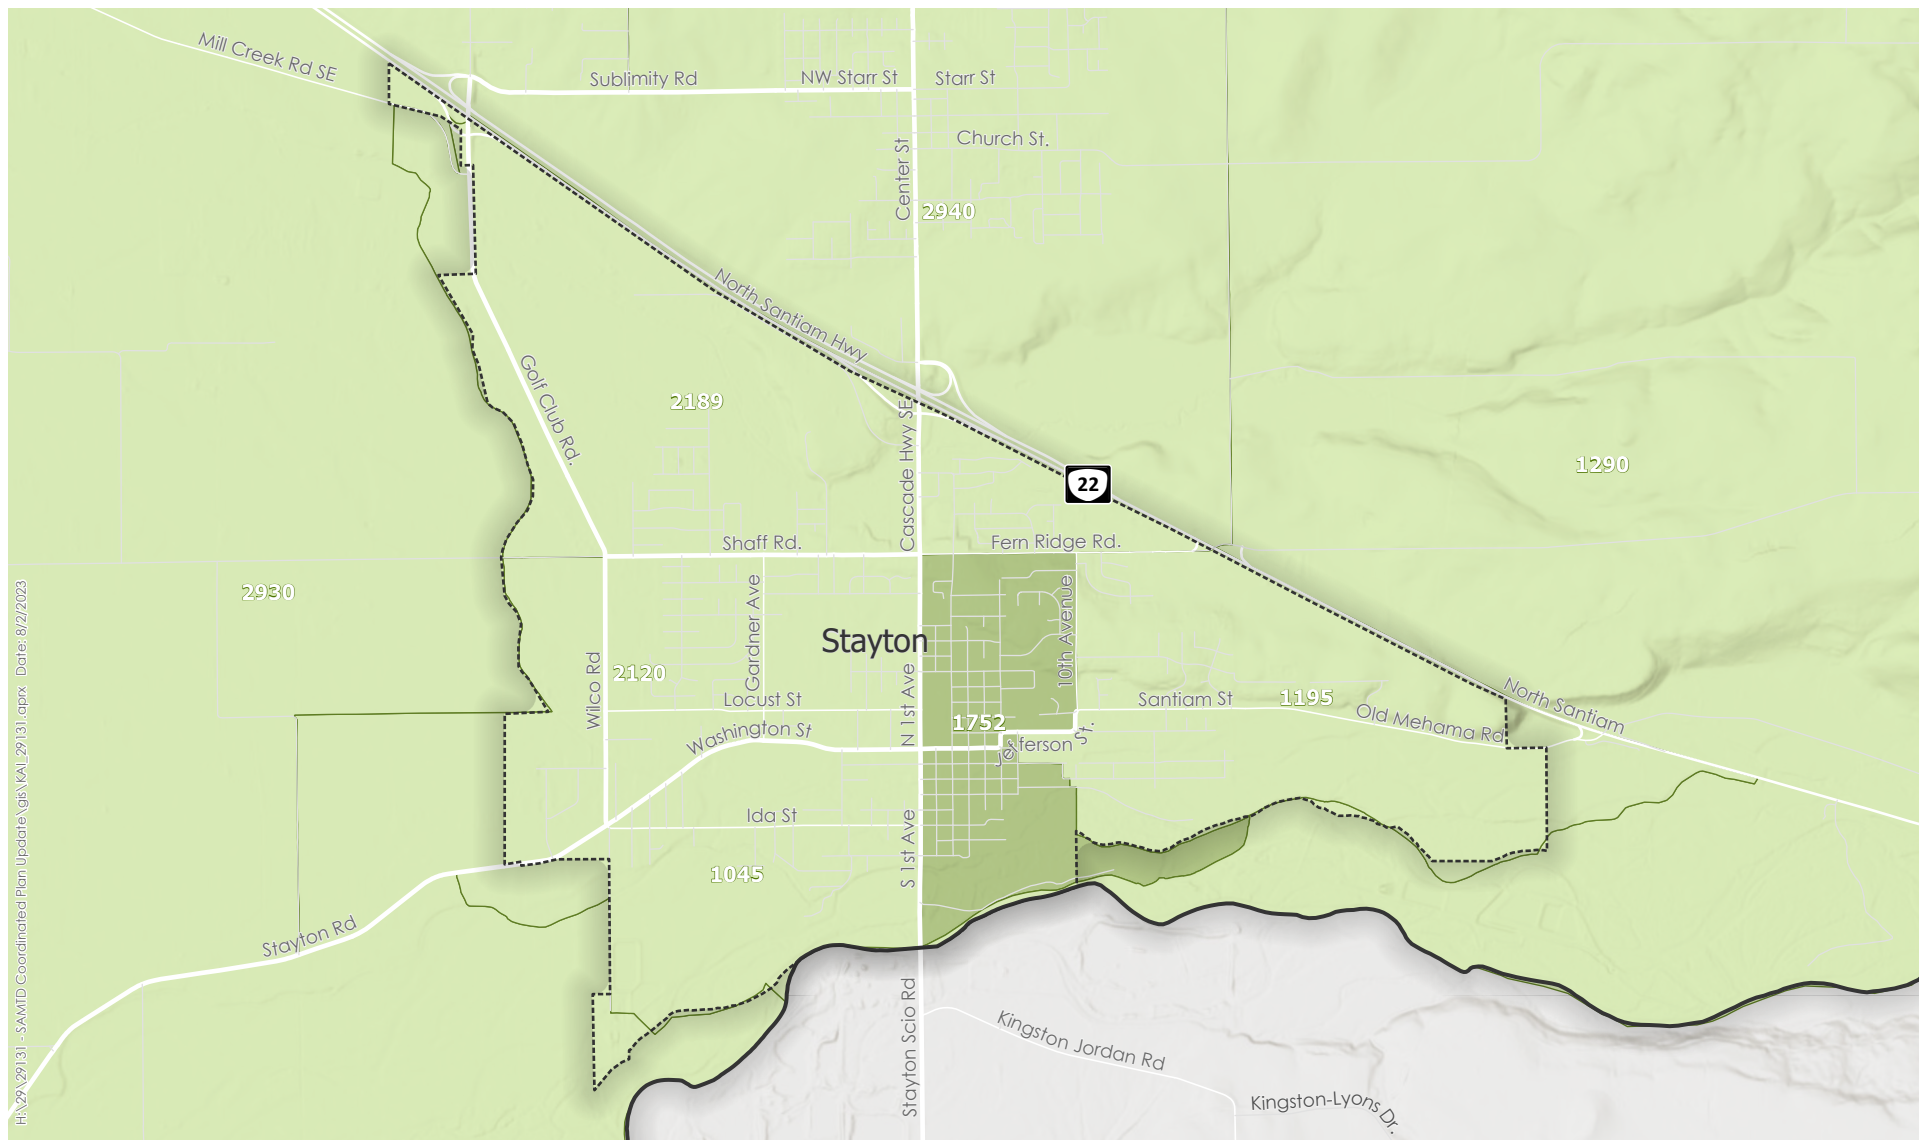 Mill Creek Rd SE
Sublimity Rd
NW Starr St
Starr St
Church St.
Center St
2940
North Santiam Hwy
Golf Club Rd.
2189
Cascade Hwy SE
22
1290
Shaff Rd.
Fern Ridge Rd.
2930
Gardner Ave
10th Avenue
Stayton
Wilco Rd
2120
N 1st Ave
Locust St
Santiam St
1195
North Santiam
Old Mehama Rd
1752
Washington St
Jefferson St.
Ida St
S 1st Ave
1045
Stayton Rd
Stayton Scio Rd
Kingston Jordan Rd
Kingston-Lyons Dr.
H:\29\29131 - SAMTD Coordinated Plan Update\gis\KAI_29131.aprx Date: 8/2/2023